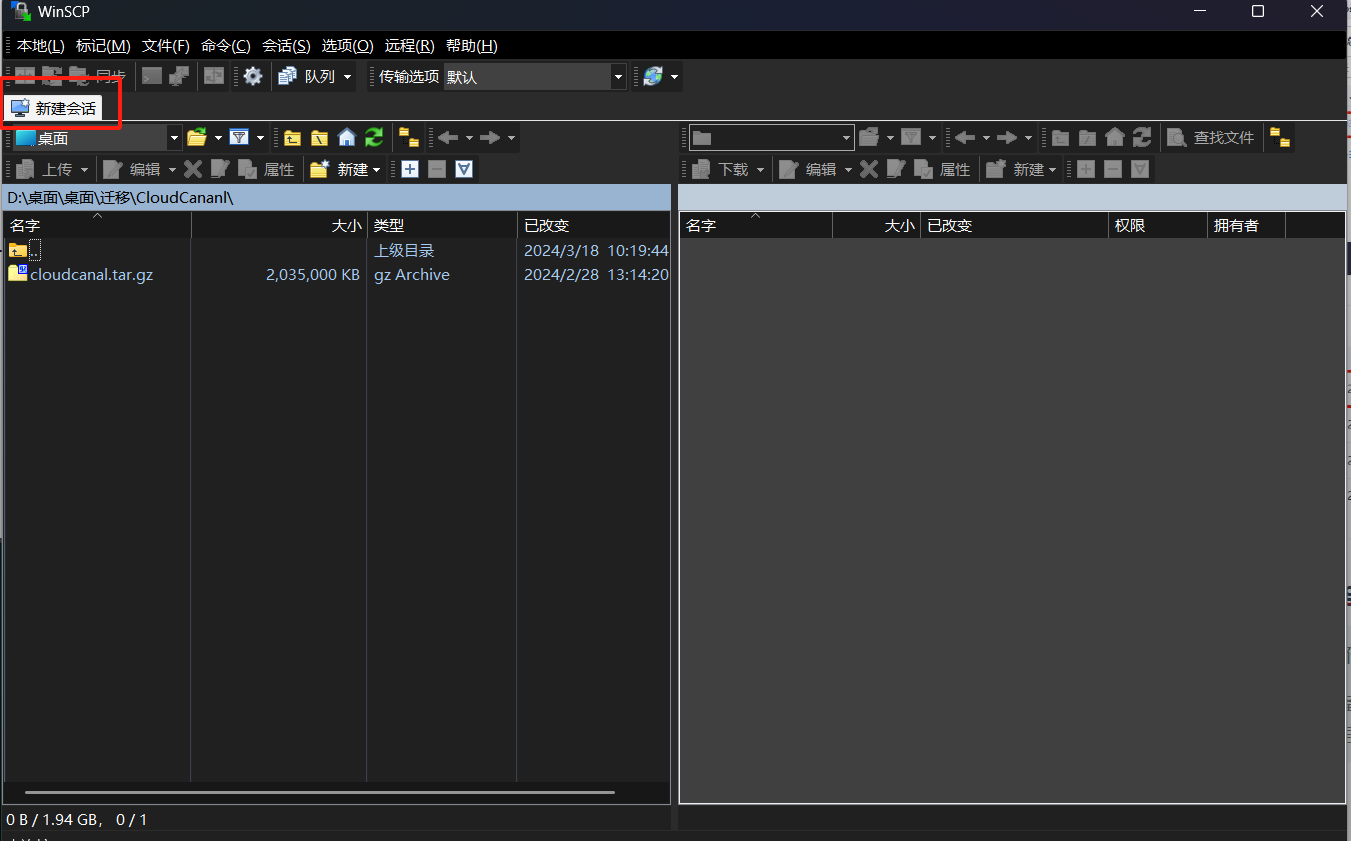 WinSCP
本地(L) 标记(M) 文件(F) 命令(C) 会话(S) 选项(O) 远程(R) 帮助(H)
同步 队列 传输选项 默认
新建会话
桌面 查找文件
上传 编辑 属性 新建 下载 编辑 属性 新建
D:\桌面\桌面\迁移\CloudCananl\
名字 大小 类型 已改变 名字 大小 已改变 权限 拥有者
.. 上级目录 2024/3/18 10:19:44
cloudcanal.tar.gz 2,035,000 KB gz Archive 2024/2/28 13:14:20
0 B / 1.94 GB, 0 / 1